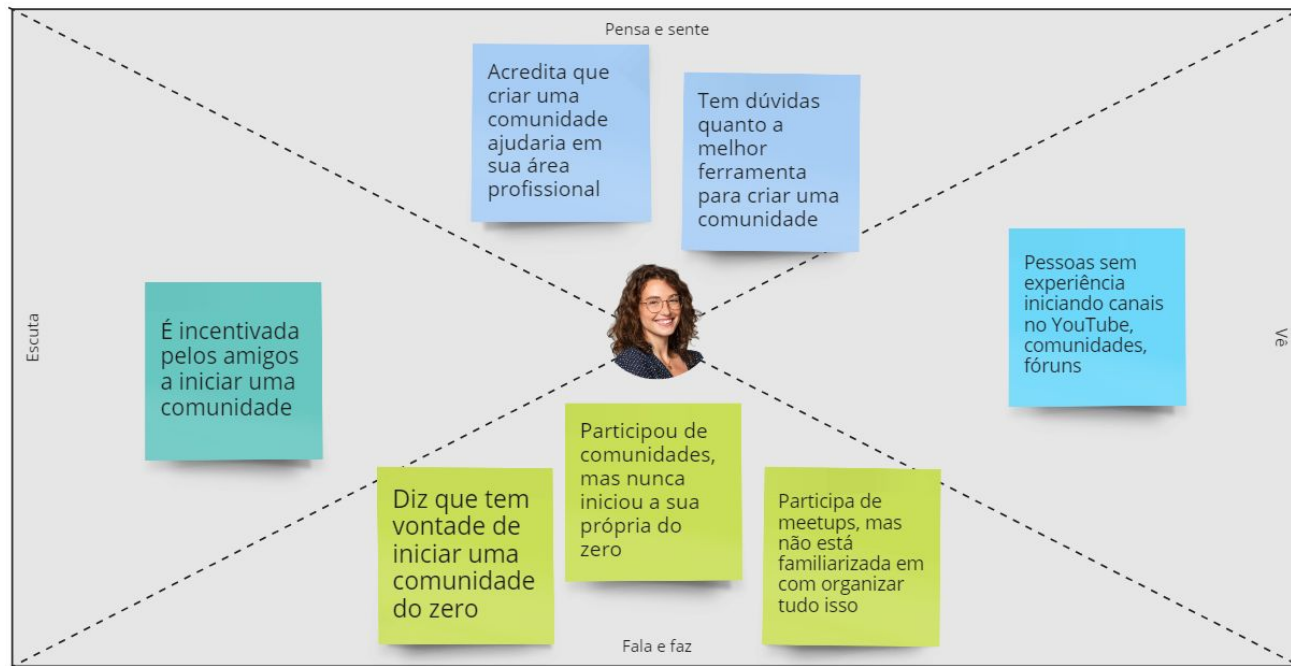 Pensa e sente
Acredita que
criar uma
comunidade
ajudaria em
sua área
profissional
Tem dúvidas
quanto a
melhor
ferramenta
para criar uma
comunidade
Escuta
É incentivada
pelos amigos
a iniciar uma
comunidade
Pessoas sem
experiência
iniciando canais
no YouTube,
comunidades,
fóruns
Vê
Diz que tem
vontade de
iniciar uma
comunidade
do zero
Participou de
comunidades,
mas nunca
iniciou a sua
própria do
zero
Participa de
meetups, mas
não está
familiarizada em
com organizar
tudo isso
Fala e faz